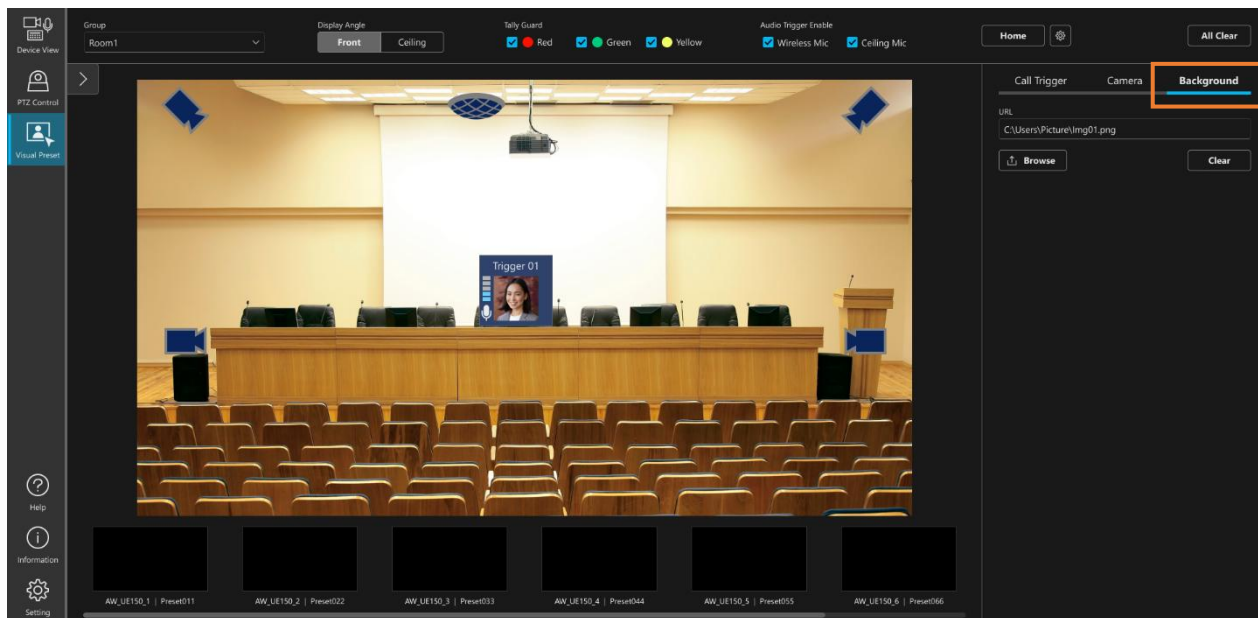 Device View
PTZ Control
Visual Preset
Help
Information
Setting
Group
Room1
Display Angle
Front Ceiling
Tally Guard
Red Green Yellow
Audio Trigger Enable
Wireless Mic Ceiling Mic
Home
All Clear
Trigger 01
AW_UE150_1 | Preset011
AW_UE150_2 | Preset022
AW_UE150_3 | Preset033
AW_UE150_4 | Preset044
AW_UE150_5 | Preset055
AW_UE150_6 | Preset066
Call Trigger Camera Background
URL
C:\Users\Picture\Img01.png
Browse Clear